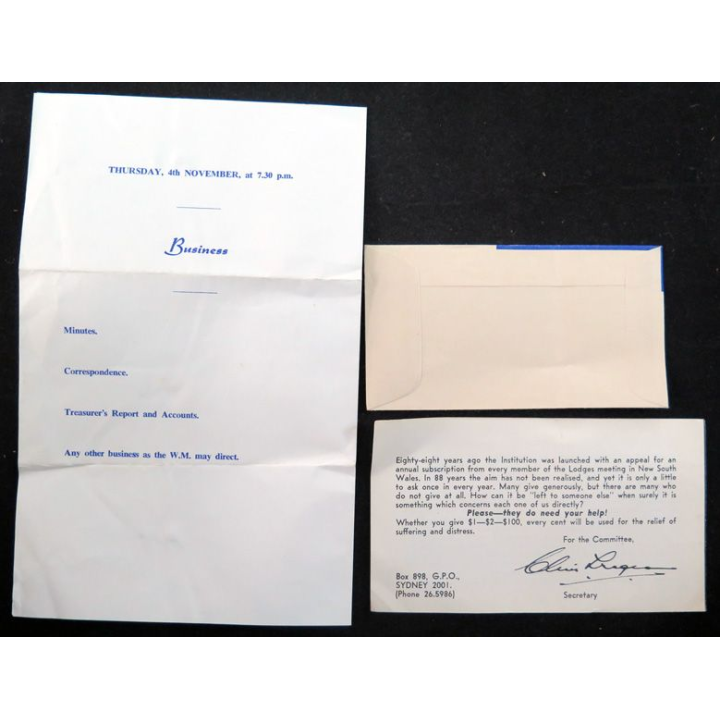 THURSDAY, 4th NOVEMBER, at 7.30 p.m.
Business
Minutes.
Correspondence.
Treasurer's Report and Accounts.
Any other business as the W.M. may direct.
Eighty-eight years ago the Institution was launched with an appeal for an
annual subscription from every member of the Lodges meeting in New South
Wales. In 88 years the aim has not been realised, and yet it is only a little
to ask once in every year. Many give generously, but there are many who
do not give at all. How can it be "left to someone else" when surely it is
something which concerns each one of us directly?
Please—they do need your help!
Whether you give $1—$2—$100, every cent will be used for the relief of
suffering and distress.
For the Committee,
Box 898, G.P.O.,
SYDNEY 2001.
(Phone 26.5986)
Secretary